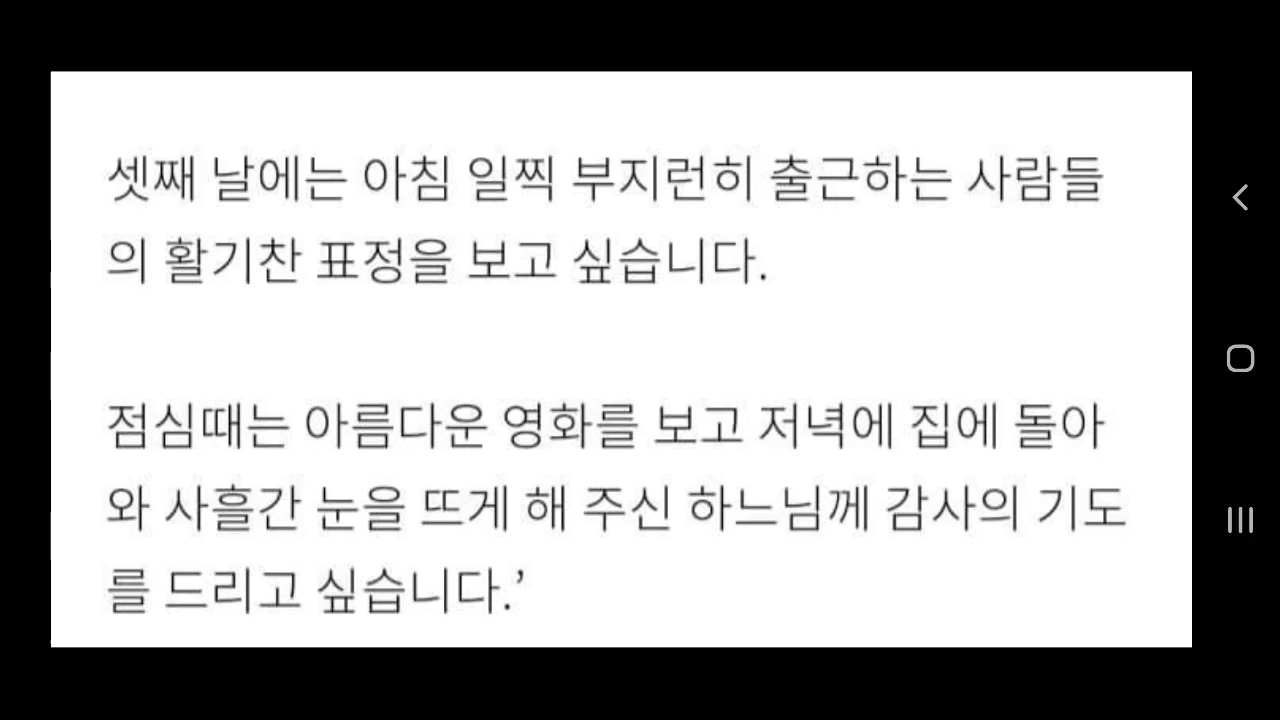 셋째 날에는 아침 일찍 부지런히 출근하는 사람들
의 활기찬 표정을 보고 싶습니다.
점심때는 아름다운 영화를 보고 저녁에 집에 돌아
와 사흘간 눈을 뜨게 해 주신 하느님께 감사의 기도
를 드리고 싶습니다.’